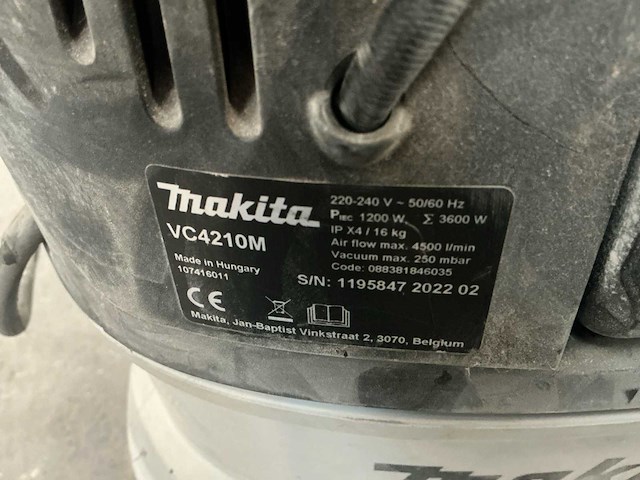 makita
VC4210M
Made in Hungary
107416011
220-240 V ~ 50/60 Hz
PIEC 1200 W Σ 3600 W
IP X4 / 16 kg
Air flow max. 4500 l/min
Vacuum max. 250 mbar
Code: 088381846035
S/N: 1195847 2022 02
CE
Makita, Jan-Baptist Vinkstraat 2, 3070, Belgium